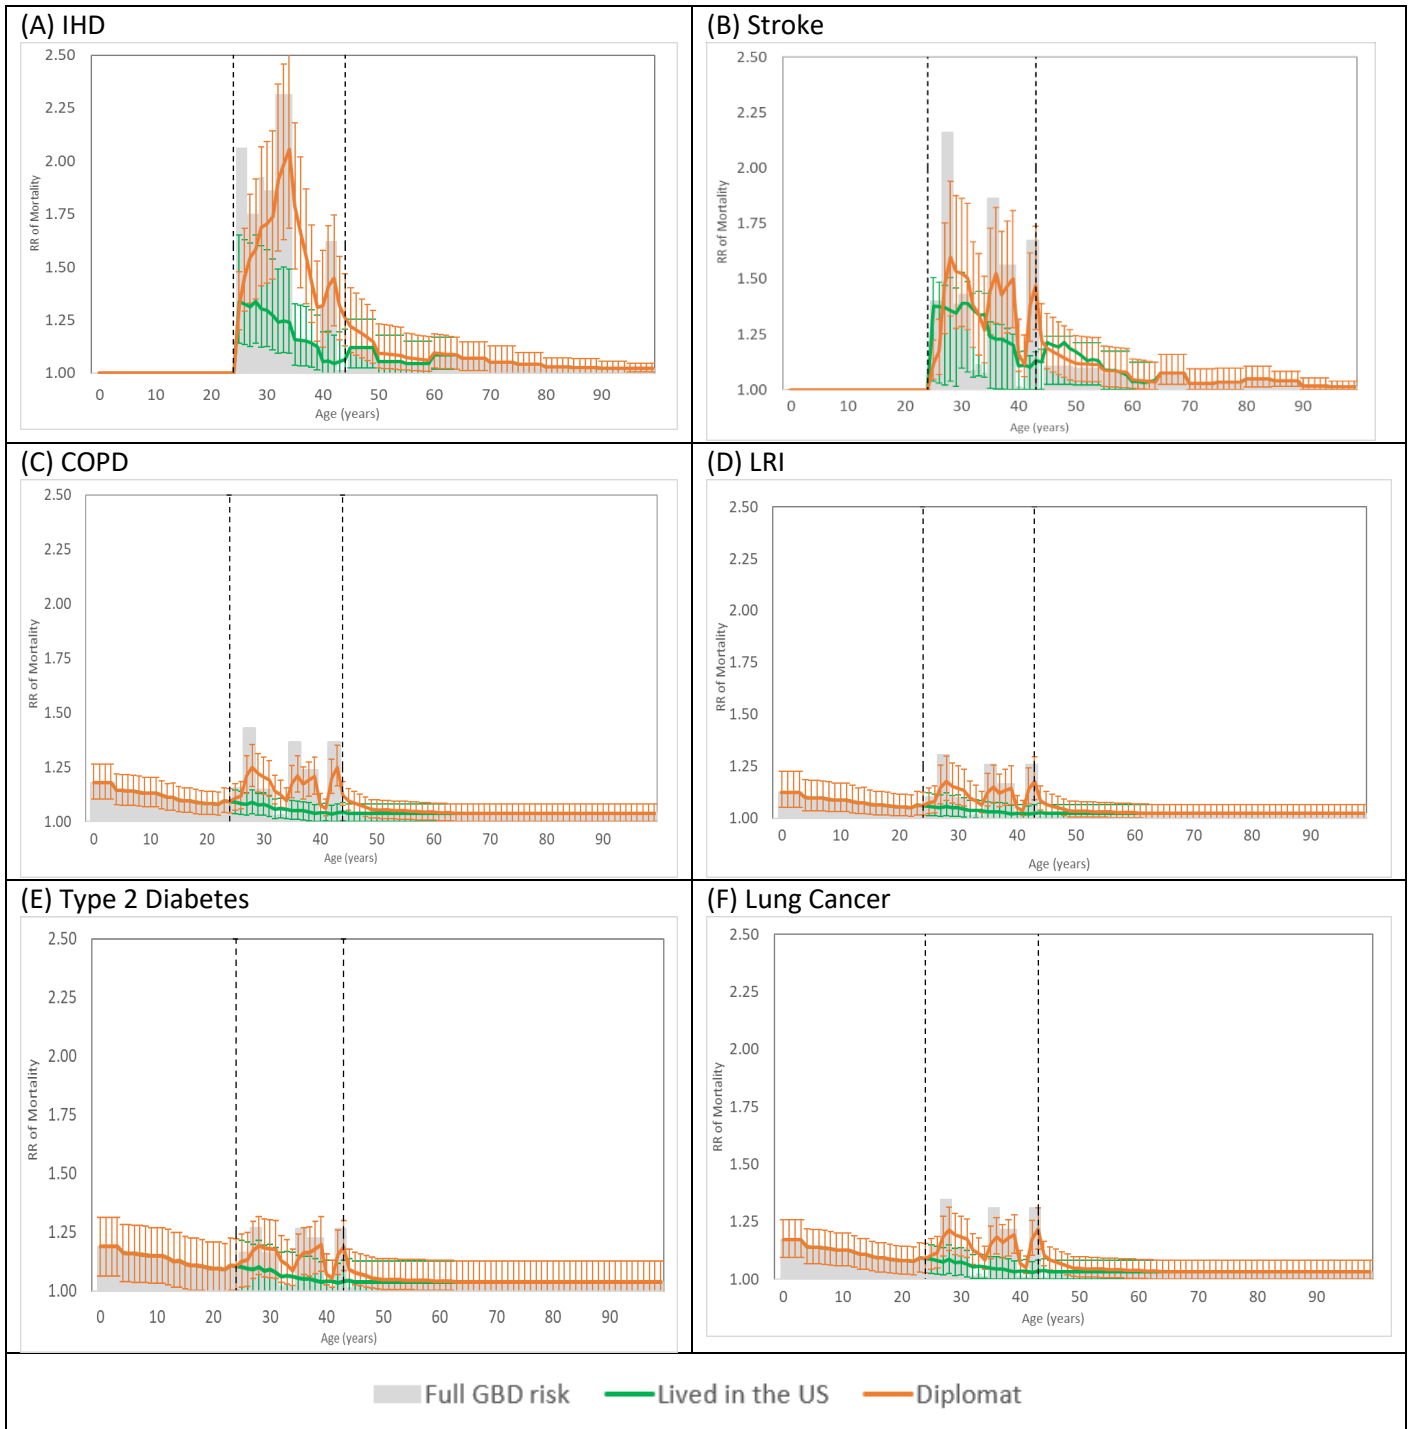 (A) IHD
2.50
2.25
2.00
1.75
1.50
1.25
1.00
RR of Mortality
0 10 20 30 40 50 60 70 80 90
Age (years)
(B) Stroke
2.50
2.25
2.00
1.75
1.50
1.25
1.00
RR of Mortality
0 10 20 30 40 50 60 70 80 90
Age (years)
(C) COPD
2.50
2.25
2.00
1.75
1.50
1.25
1.00
RR of Mortality
0 10 20 30 40 50 60 70 80 90
Age (years)
(D) LRI
2.50
2.25
2.00
1.75
1.50
1.25
1.00
RR of Mortality
0 10 20 30 40 50 60 70 80 90
Age (years)
(E) Type 2 Diabetes
2.50
2.25
2.00
1.75
1.50
1.25
1.00
RR of Mortality
0 10 20 30 40 50 60 70 80 90
Age (years)
(F) Lung Cancer
2.50
2.25
2.00
1.75
1.50
1.25
1.00
RR of Mortality
0 10 20 30 40 50 60 70 80 90
Age (years)
Full GBD risk Lived in the US Diplomat